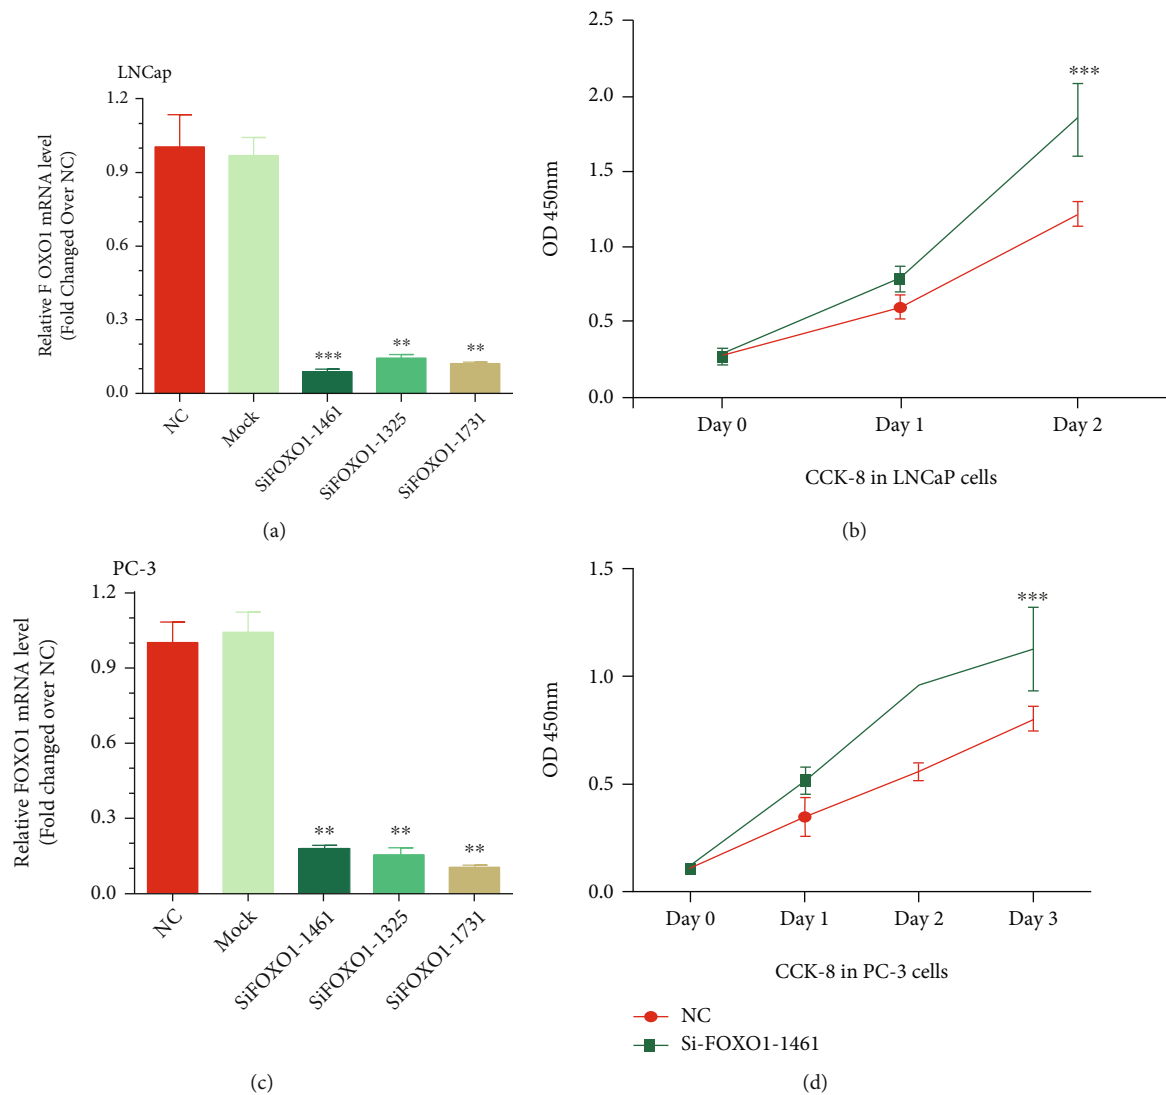 LNCap
Relative F OXO1 mRNA level
(Fold Changed Over NC)
1.2
0.9
0.6
0.3
0.0
***
**
**
NC
Mock
SiFOXO1-1461
SiFOXO1-1325
SiFOXO1-1731
(a)
OD 450nm
2.5
2.0
1.5
1.0
0.5
0.0
***
Day 0
Day 1
Day 2
CCK-8 in LNCaP cells
(b)
PC-3
Relative FOXO1 mRNA level
(Fold changed over NC)
1.2
0.9
0.6
0.3
0.0
**
**
**
NC
Mock
SiFOXO1-1461
SiFOXO1-1325
SiFOXO1-1731
(c)
OD 450nm
1.5
1.0
0.5
0.0
***
Day 0
Day 1
Day 2
Day 3
CCK-8 in PC-3 cells
NC
Si-FOXO1-1461
(d)